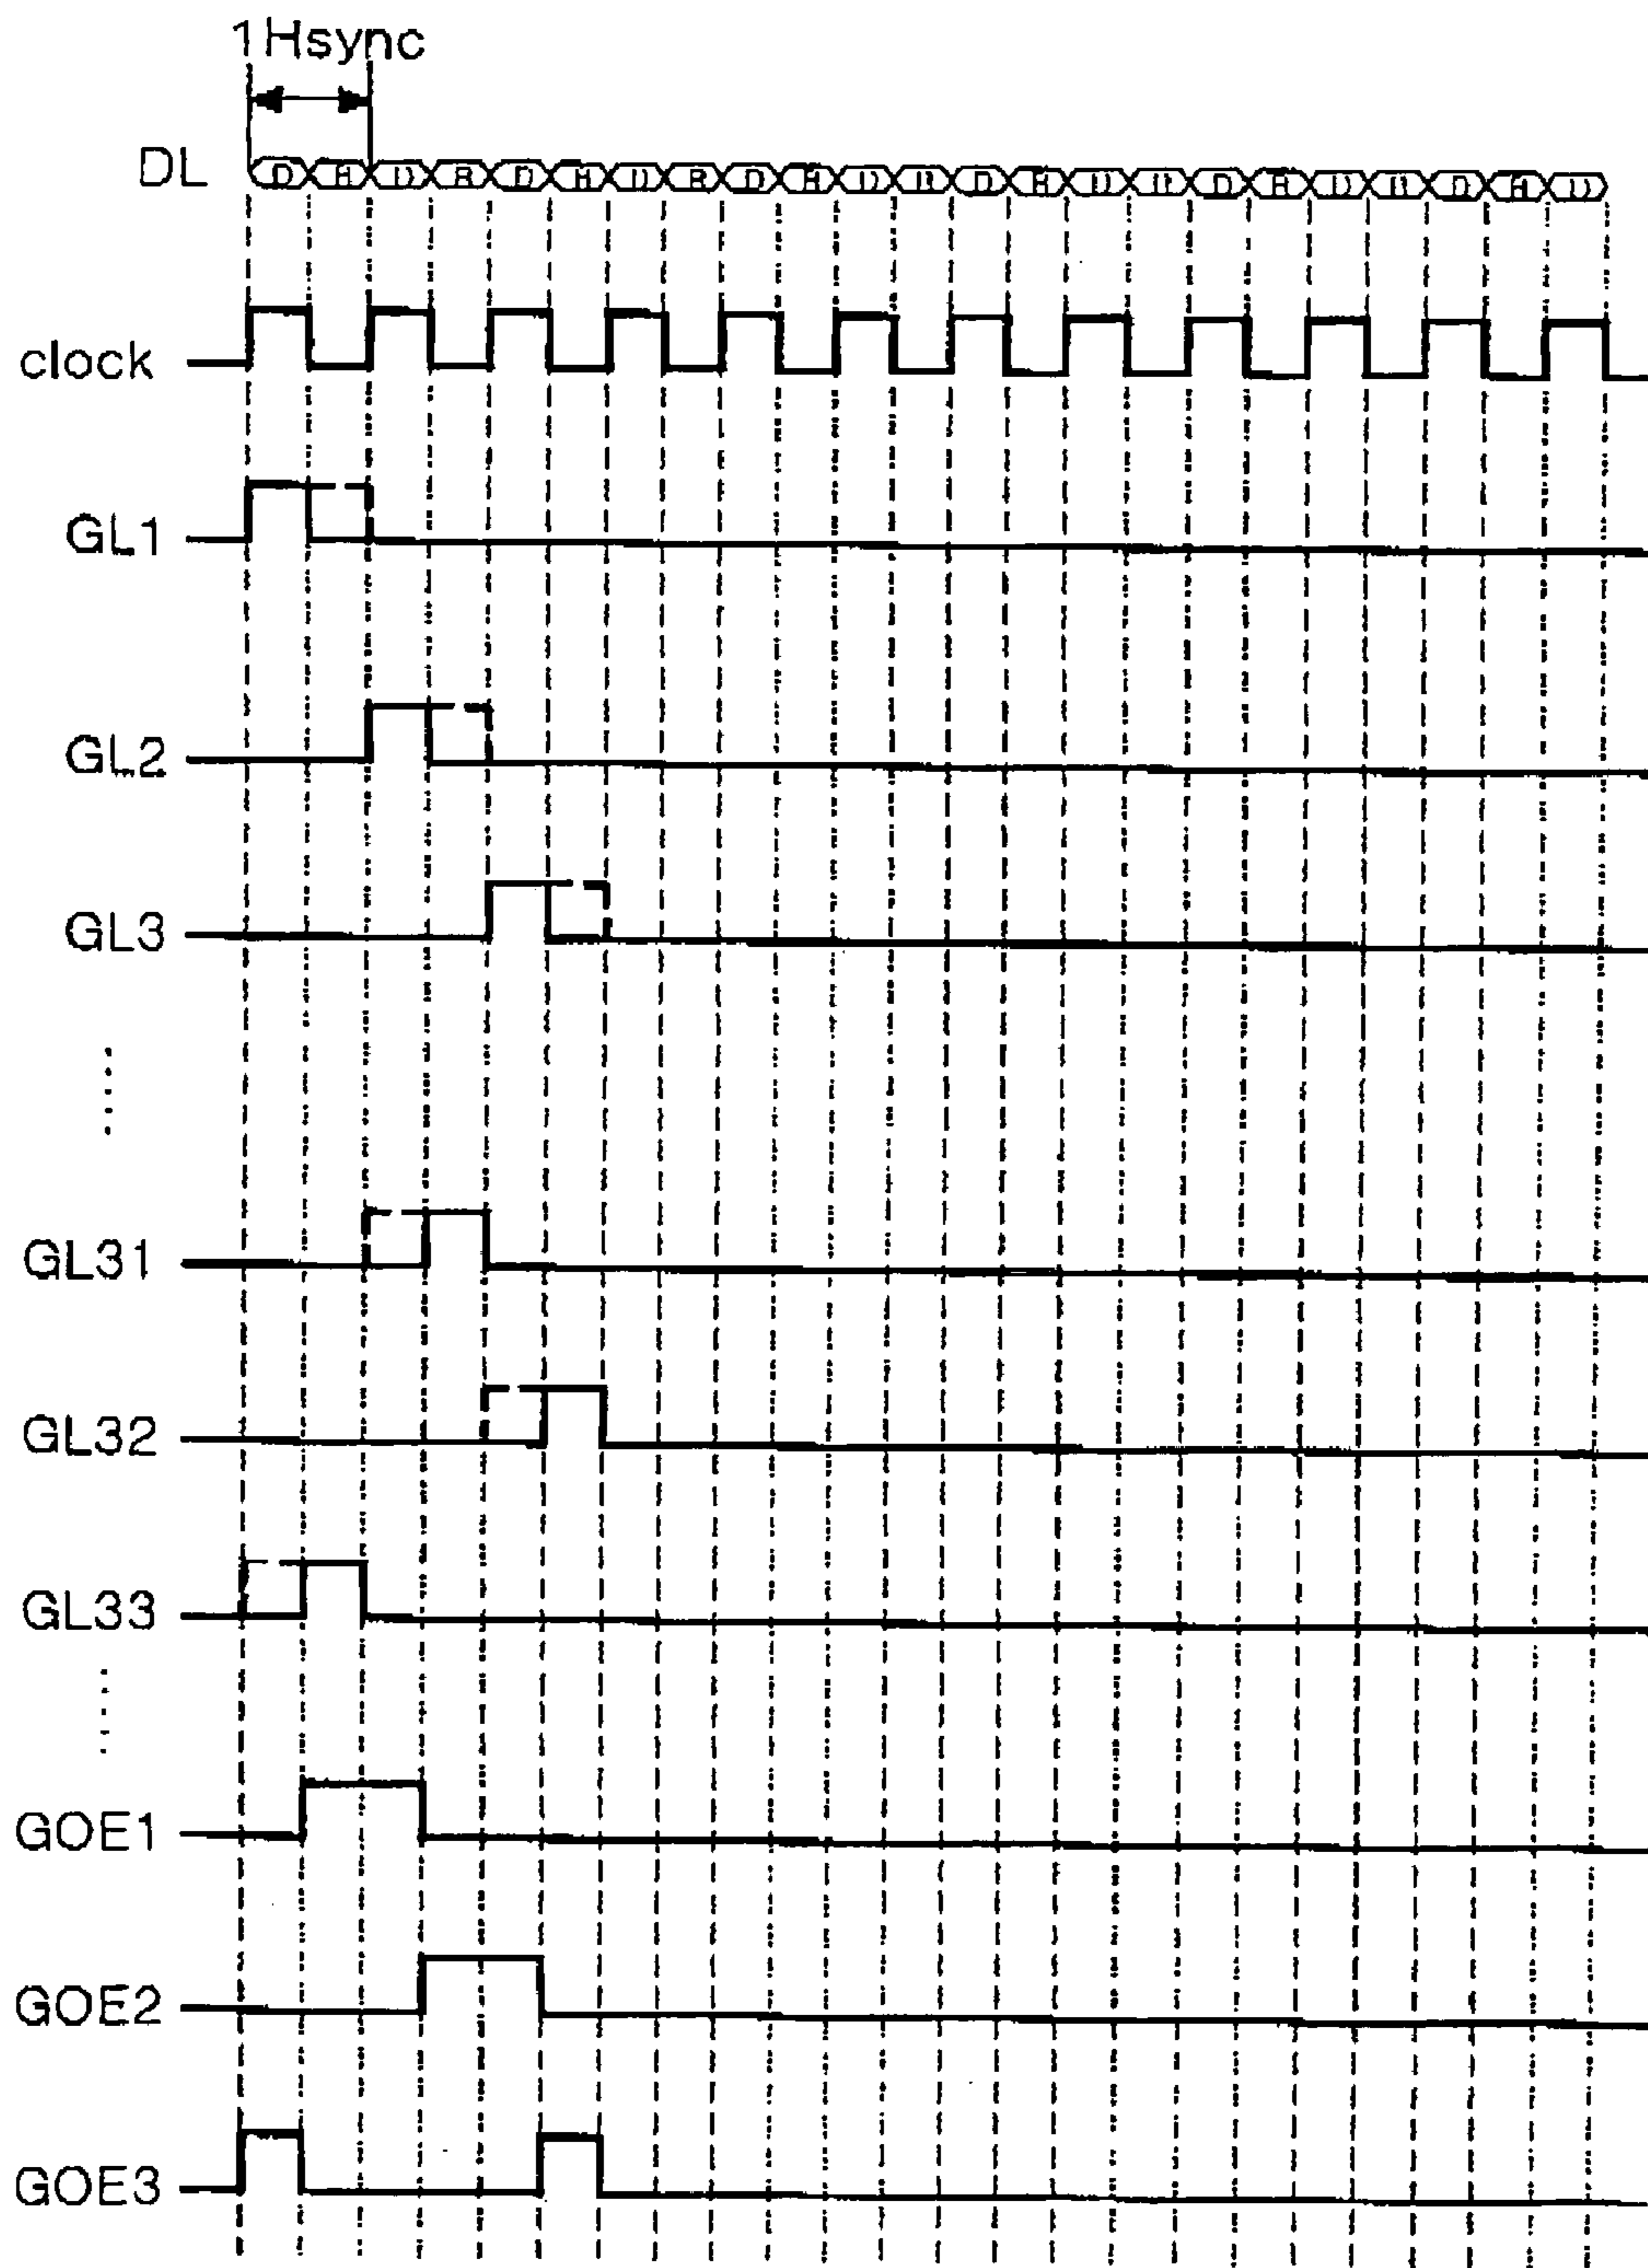 1Hsync
DL D H D R D H D R D H D R D H D R D R D R D H D
clock
GL1
GL2
GL3
GL31
GL32
GL33
GOE1
GOE2
GOE3